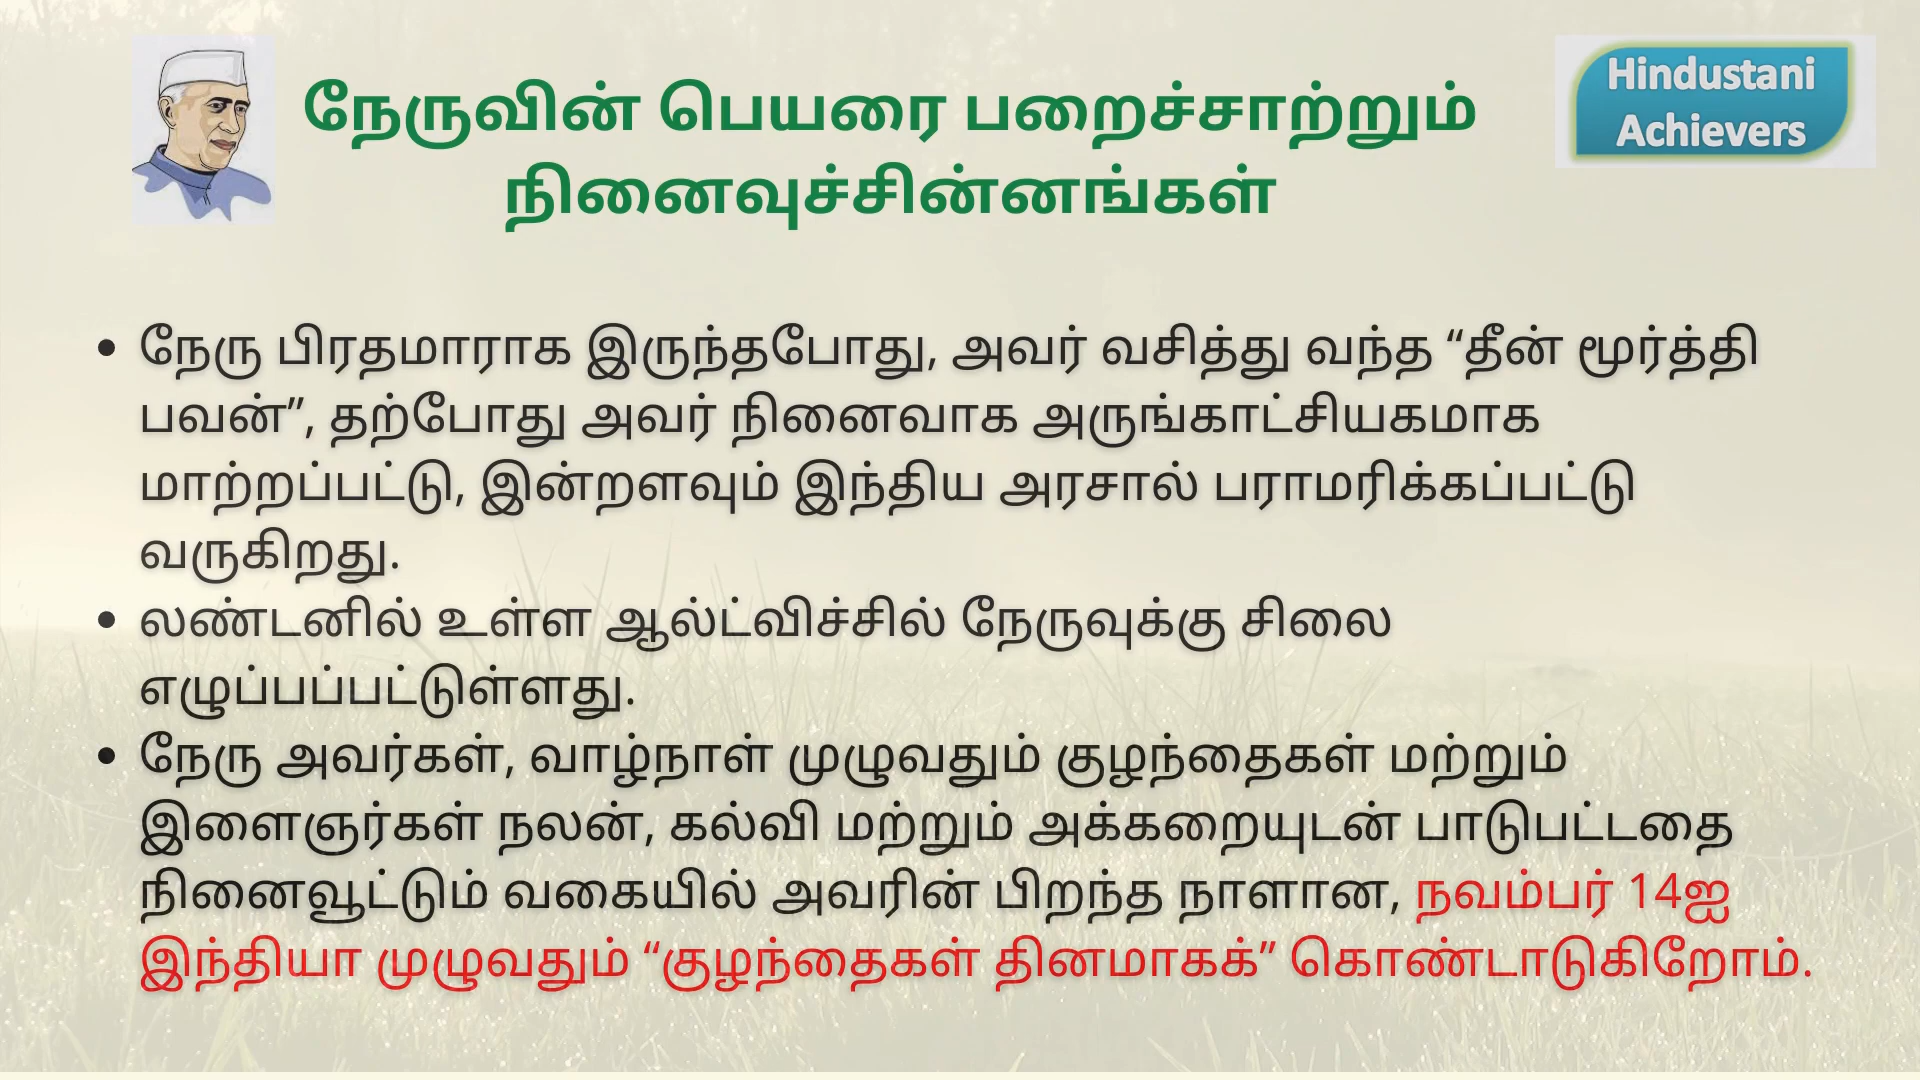 நேருவின் பெயரை பறைச்சாற்றும்
நினைவுச்சின்னங்கள்
Hindustani
Achievers
• நேரு பிரதமாராக இருந்தபோது, அவர் வசித்து வந்த “தீன் மூர்த்தி
பவன்”, தற்போது அவர் நினைவாக அருங்காட்சியகமாக
மாற்றப்பட்டு, இன்றளவும் இந்திய அரசால் பராமரிக்கப்பட்டு
வருகிறது.
• லண்டனில் உள்ள ஆல்ட்விச்சில் நேருவுக்கு சிலை
எழுப்பப்பட்டுள்ளது.
• நேரு அவர்கள், வாழ்நாள் முழுவதும் குழந்தைகள் மற்றும்
இளைஞர்கள் நலன், கல்வி மற்றும் அக்கறையுடன் பாடுபட்டதை
நினைவூட்டும் வகையில் அவரின் பிறந்த நாளான, நவம்பர் 14ஐ
இந்தியா முழுவதும் “குழந்தைகள் தினமாகக்” கொண்டாடுகிறோம்.